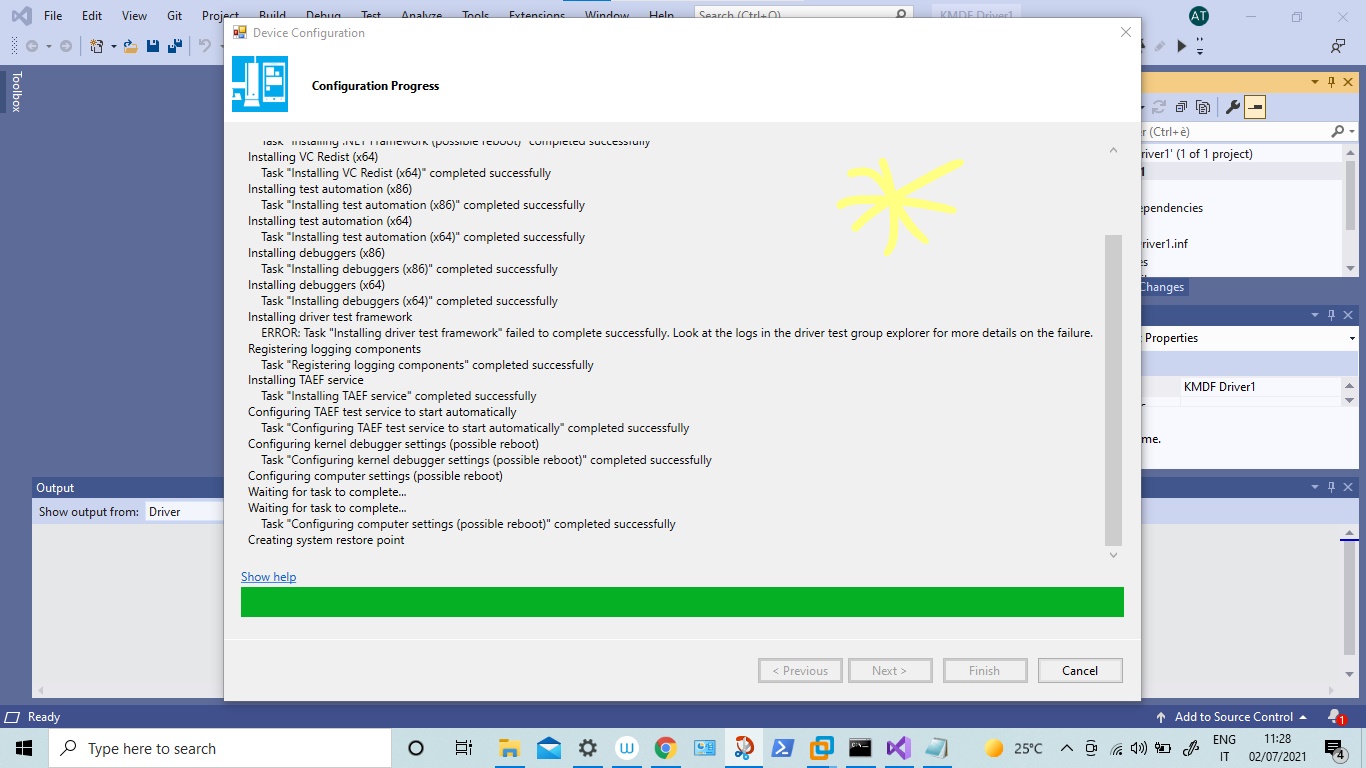 File Edit View Git Project Build Debug Test Analyze Tools Extensions Window Help Search (Ctrl+Q) KMDF Driver1 AT
Device Configuration
Toolbox
Configuration Progress
r (Ctrl+è)
Task "Installing .NET Framework (possible reboot)" completed successfully
Installing VC Redist (x64)
river1' (1 of 1 project)
Task "Installing VC Redist (x64)" completed successfully
1
Installing test automation (x86)
Task "Installing test automation (x86)" completed successfully
ependencies
Installing test automation (x64)
Task "Installing test automation (x64)" completed successfully
river1.inf
Installing debuggers (x86)
es
Task "Installing debuggers (x86)" completed successfully
Installing debuggers (x64)
Changes
Task "Installing debuggers (x64)" completed successfully
Installing driver test framework
ERROR: Task "Installing driver test framework" failed to complete successfully. Look at the logs in the driver test group explorer for more details on the failure.
Properties
Registering logging components
Task "Registering logging components" completed successfully
Installing TAEF service
KMDF Driver1
Task "Installing TAEF service" completed successfully
Configuring TAEF test service to start automatically
Task "Configuring TAEF test service to start automatically" completed successfully
Configuring kernel debugger settings (possible reboot)
me.
Task "Configuring kernel debugger settings (possible reboot)" completed successfully
Configuring computer settings (possible reboot)
Output
Waiting for task to complete...
Waiting for task to complete...
Show output from: Driver
Task "Configuring computer settings (possible reboot)" completed successfully
Creating system restore point
Show help
< Previous Next > Finish Cancel
Ready Add to Source Control 1
Type here to search W 25°C ENG 11:28
IT 02/07/2021 4